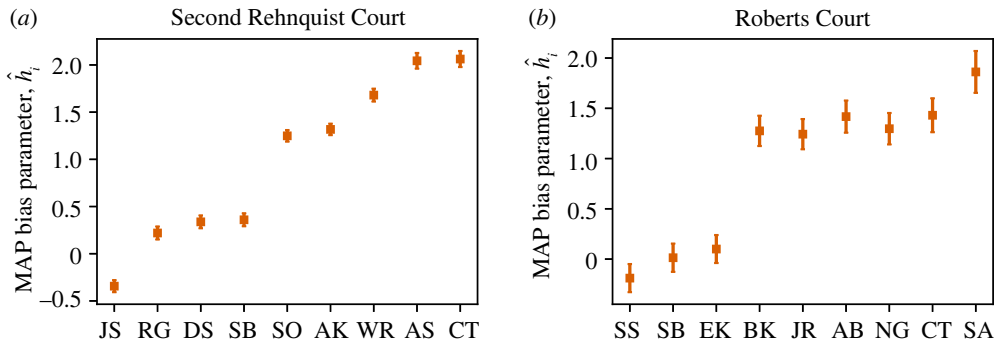 (a) Second Rehnquist Court
MAP bias parameter, ĥᵢ
2.0
1.5
1.0
0.5
0
–0.5
JS RG DS SB SO AK WR AS CT
(b) Roberts Court
MAP bias parameter, ĥᵢ
2.0
1.5
1.0
0.5
0
SS SB EK BK JR AB NG CT SA